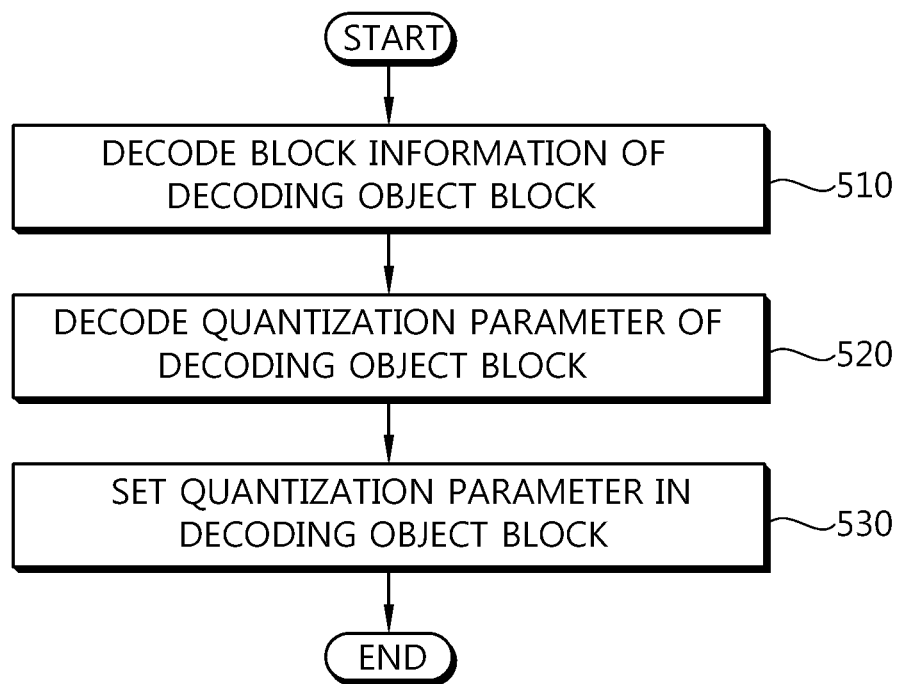 START
DECODE BLOCK INFORMATION OF
DECODING OBJECT BLOCK
510
DECODE QUANTIZATION PARAMETER OF
DECODING OBJECT BLOCK
520
SET QUANTIZATION PARAMETER IN
DECODING OBJECT BLOCK
530
END